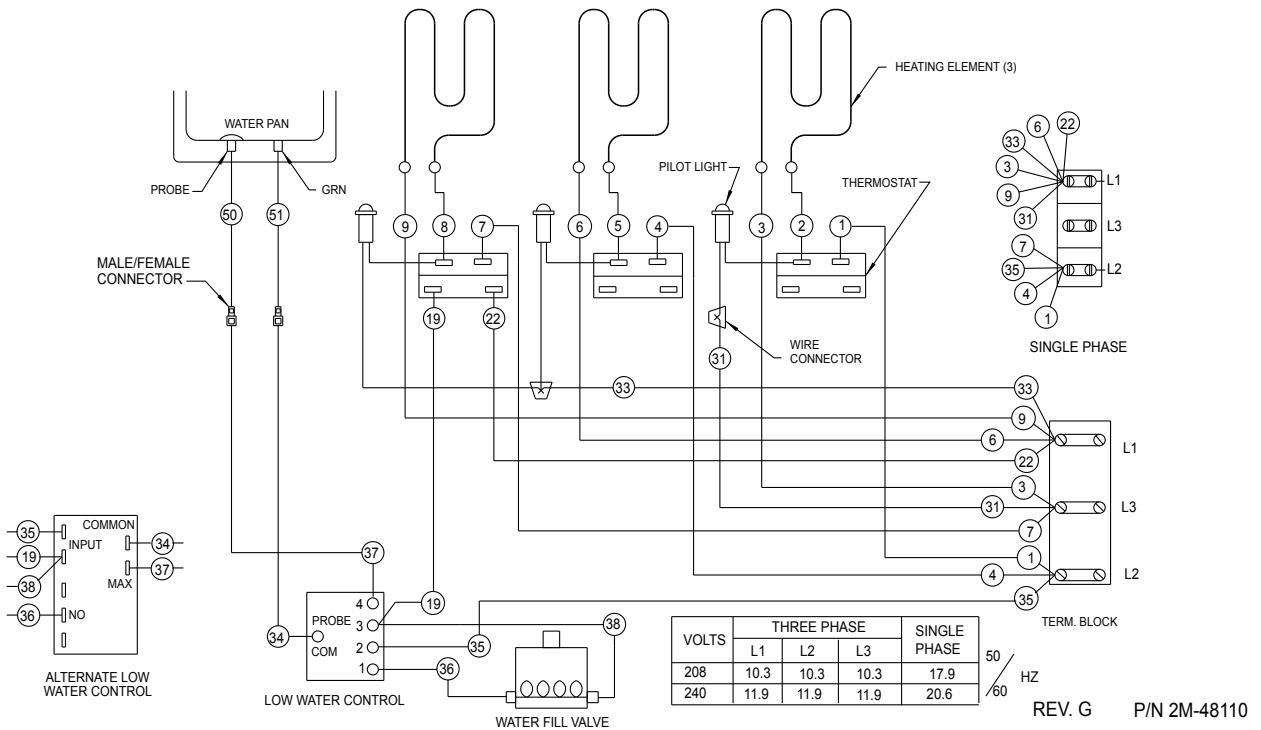 HEATING ELEMENT (3)
WATER PAN
PROBE
GRN
PILOT LIGHT
THERMOSTAT
50
51
9
8
7
6
5
4
3
2
1
MALE/FEMALE
CONNECTOR
19
22
WIRE
CONNECTOR
31
33
6
22
33
3
9
31
7
35
4
1
L1
L3
L2
SINGLE PHASE
33
9
6
22
3
31
7
1
4
35
L1
L3
L2
TERM. BLOCK
35
19
38
36
COMMON
INPUT
MAX
NO
34
37
ALTERNATE LOW
WATER CONTROL
37
34
PROBE
COM
4
3
2
1
19
35
38
36
LOW WATER CONTROL
WATER FILL VALVE
VOLTS THREE PHASE SINGLE PHASE
L1 L2 L3
208 10.3 10.3 10.3 17.9
240 11.9 11.9 11.9 20.6
50/60 HZ
REV. G P/N 2M-48110